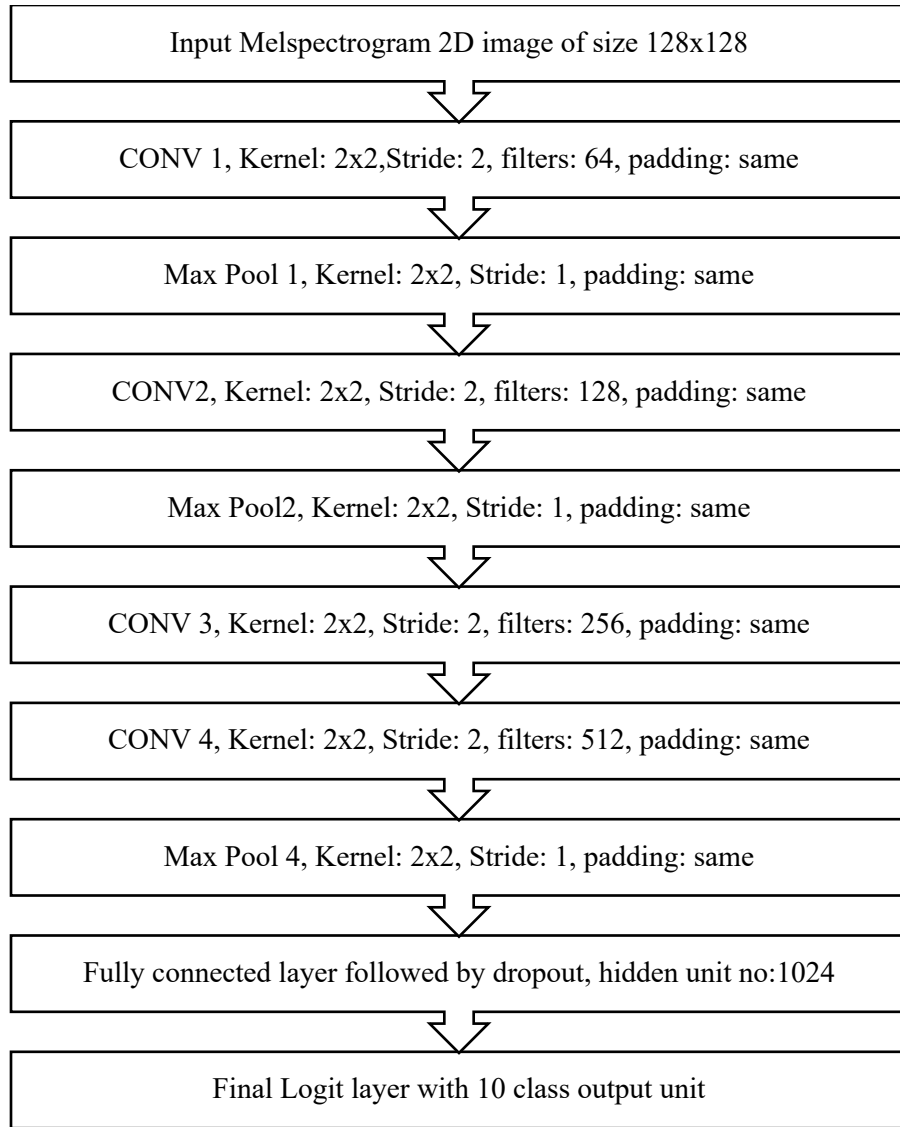 Input Melspectrogram 2D image of size 128x128
CONV 1, Kernel: 2x2,Stride: 2, filters: 64, padding: same
Max Pool 1, Kernel: 2x2, Stride: 1, padding: same
CONV2, Kernel: 2x2, Stride: 2, filters: 128, padding: same
Max Pool2, Kernel: 2x2, Stride: 1, padding: same
CONV 3, Kernel: 2x2, Stride: 2, filters: 256, padding: same
CONV 4, Kernel: 2x2, Stride: 2, filters: 512, padding: same
Max Pool 4, Kernel: 2x2, Stride: 1, padding: same
Fully connected layer followed by dropout, hidden unit no:1024
Final Logit layer with 10 class output unit